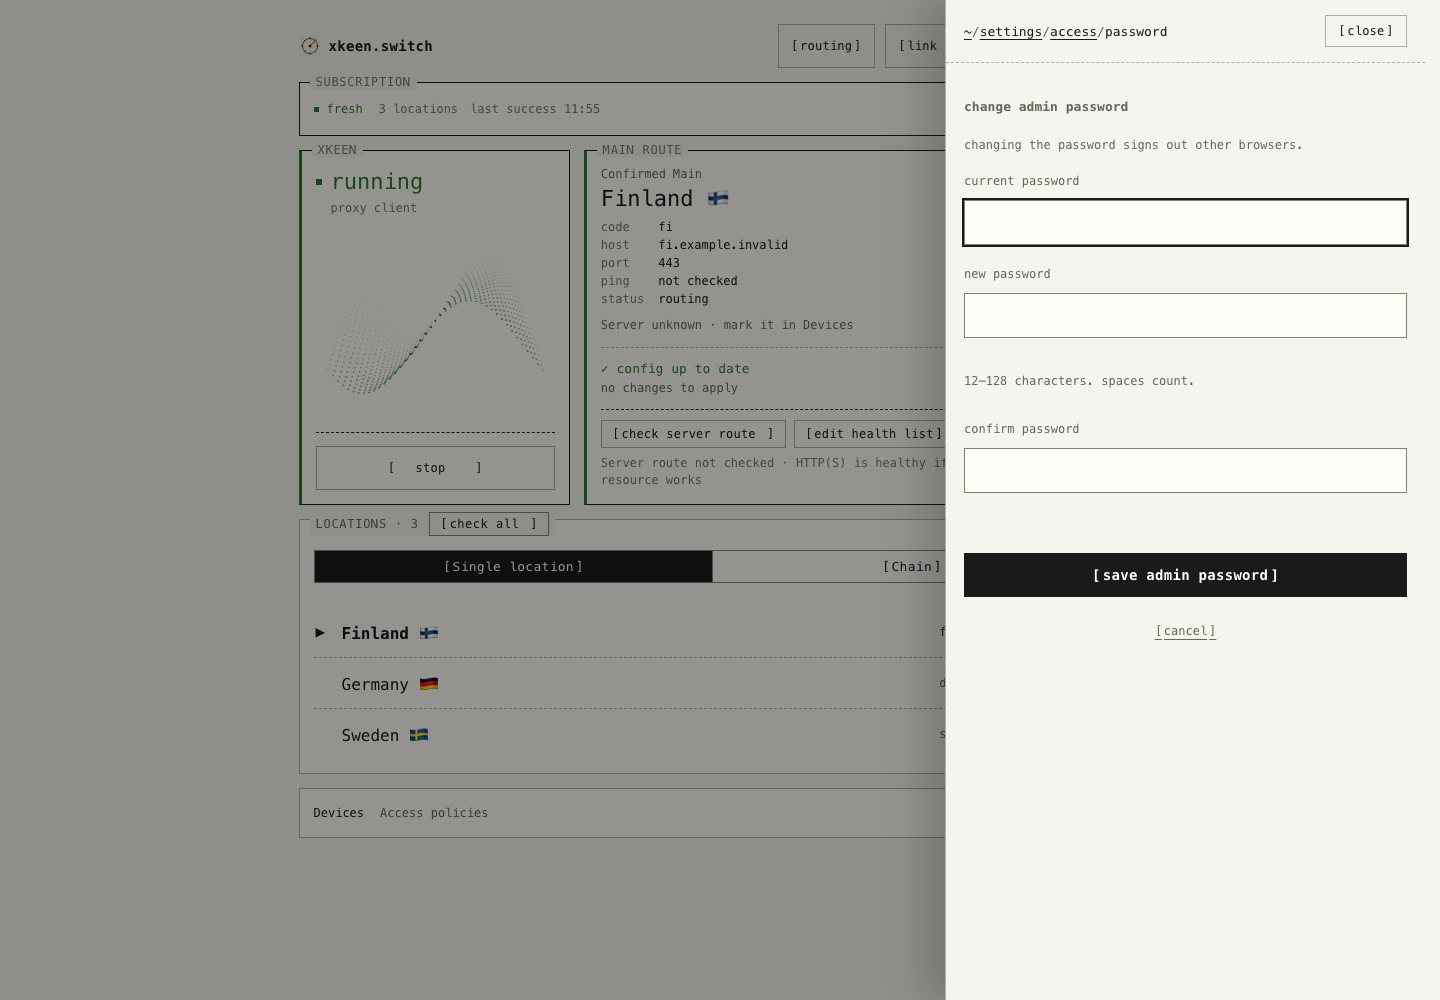 xkeen.switch
[routing]
[link
SUBSCRIPTION
fresh 3 locations last success 11:55
XKEEN
running
proxy client
[ stop ]
MAIN ROUTE
Confirmed Main
Finland
code fi
host fi.example.invalid
port 443
ping not checked
status routing
Server unknown · mark it in Devices
✓ config up to date
no changes to apply
[check server route ] [edit health list]
Server route not checked · HTTP(S) is healthy if
resource works
LOCATIONS · 3 [check all ]
[Single location] [Chain]
▶ Finland
Germany
Sweden
Devices Access policies
~/settings/access/password
[close]
change admin password
changing the password signs out other browsers.
current password
new password
12–128 characters. spaces count.
confirm password
[save admin password]
[cancel]